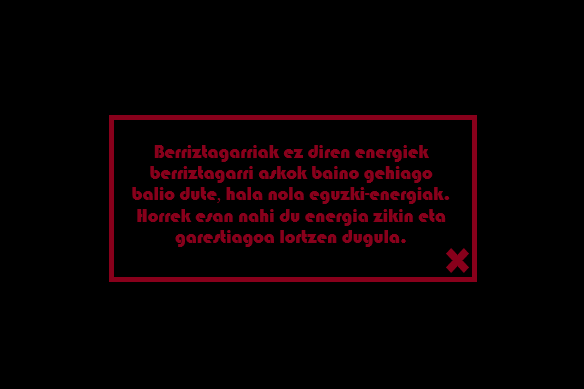 Berriztagarriak ez diren energiek
berriztagarri askok baino gehiago
balio dute, hala nola eguzki-energiak.
Horrek esan nahi du energia zikin eta
garestiagoa lortzen dugula.